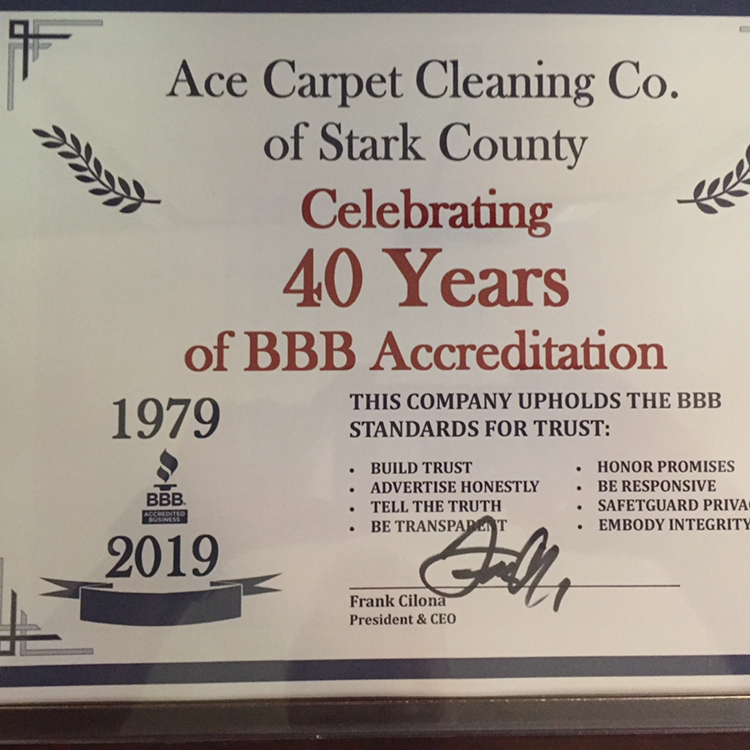 Ace Carpet Cleaning Co.
of Stark County
Celebrating
40 Years
of BBB Accreditation
1979
BBB.
ACCREDITED
BUSINESS
2019
THIS COMPANY UPHOLDS THE BBB
STANDARDS FOR TRUST:
• BUILD TRUST
• ADVERTISE HONESTLY
• TELL THE TRUTH
• BE TRANSPARENT
• HONOR PROMISES
• BE RESPONSIVE
• SAFETGUARD PRIVA
• EMBODY INTEGRITY
Frank Cilona
President & CEO